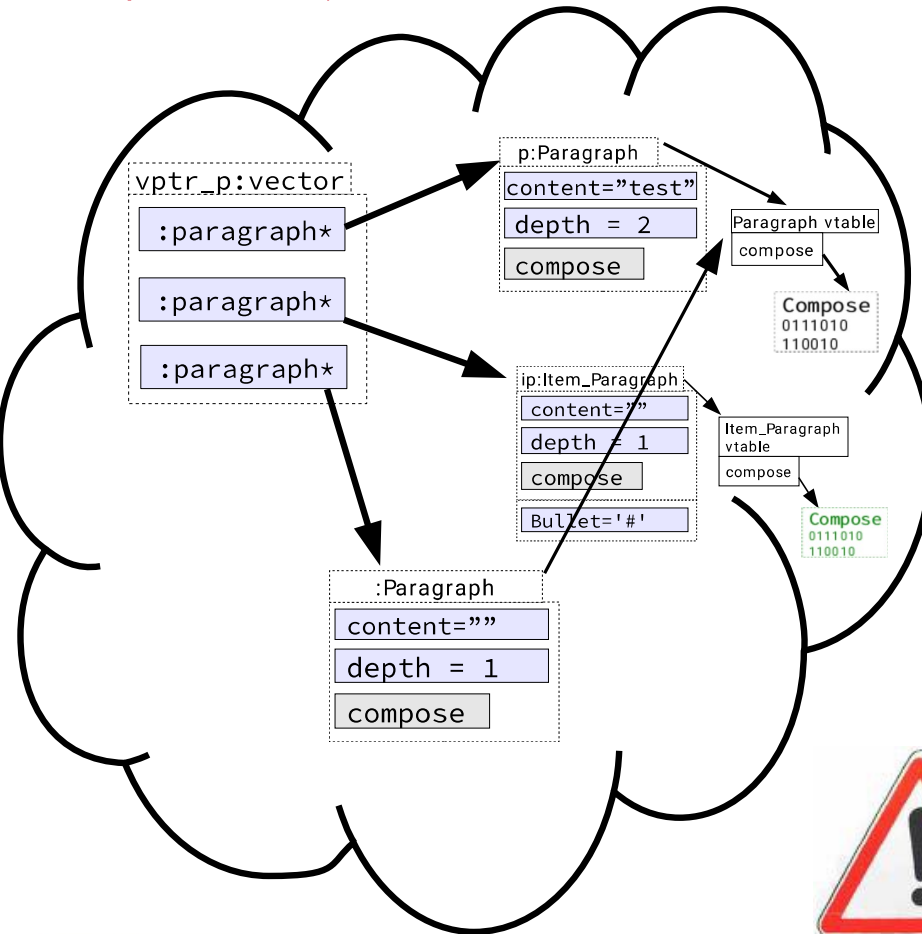 vptr_p:vector
:paragraph*
:paragraph*
:paragraph*
p:Paragraph
content=”test”
depth = 2
compose
Paragraph vtable
compose
Compose
0111010
110010
ip:Item_Paragraph
content=””
depth = 1
compose
Bullet='#'
Item_Paragraph
vtable
compose
Compose
0111010
110010
:Paragraph
content=””
depth = 1
compose